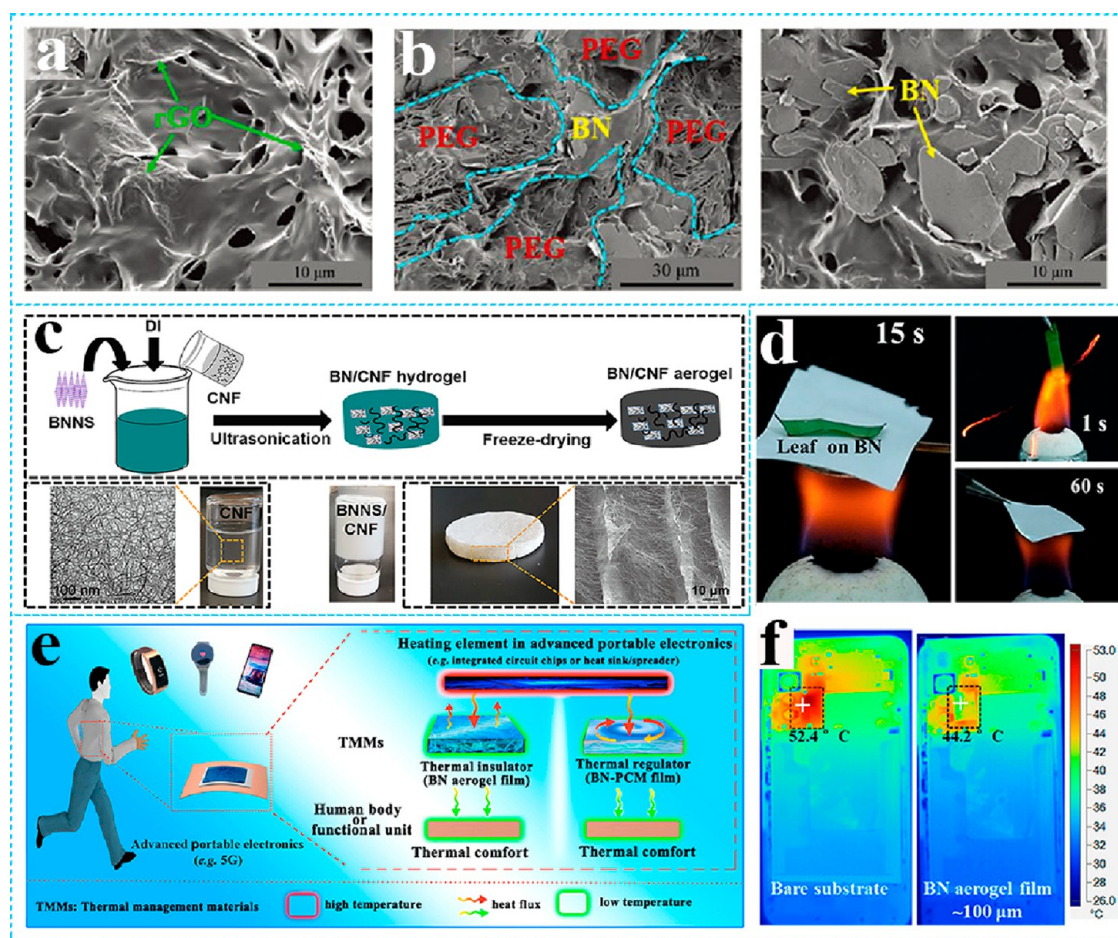 a
rGO
10 μm
b
PEG
PEG
BN
PEG
PEG
30 μm
BN
10 μm
c
DI
CNF
BNNS
Ultrasonication
BN/CNF hydrogel
Freeze-drying
BN/CNF aerogel
100 nm
CNF
BNNS/
CNF
10 μm
d
15 s
Leaf on BN
1 s
60 s
e
Advanced portable electronics
(e.g. 5G)
Heating element in advanced portable electronics
(e.g. integrated circuit chips or heat sink/spreader)
TMMs
Thermal insulator
(BN aerogel film)
Thermal regulator
(BN-PCM film)
Human body
or
functional unit
Thermal comfort
Thermal comfort
TMMs: Thermal management materials
high temperature
heat flux
low temperature
f
52.4 ° C
Bare substrate
44.2 ° C
BN aerogel film
~100 μm
53.0
50
48
46
44
42
40
38
36
34
32
30
28
26.0
°C